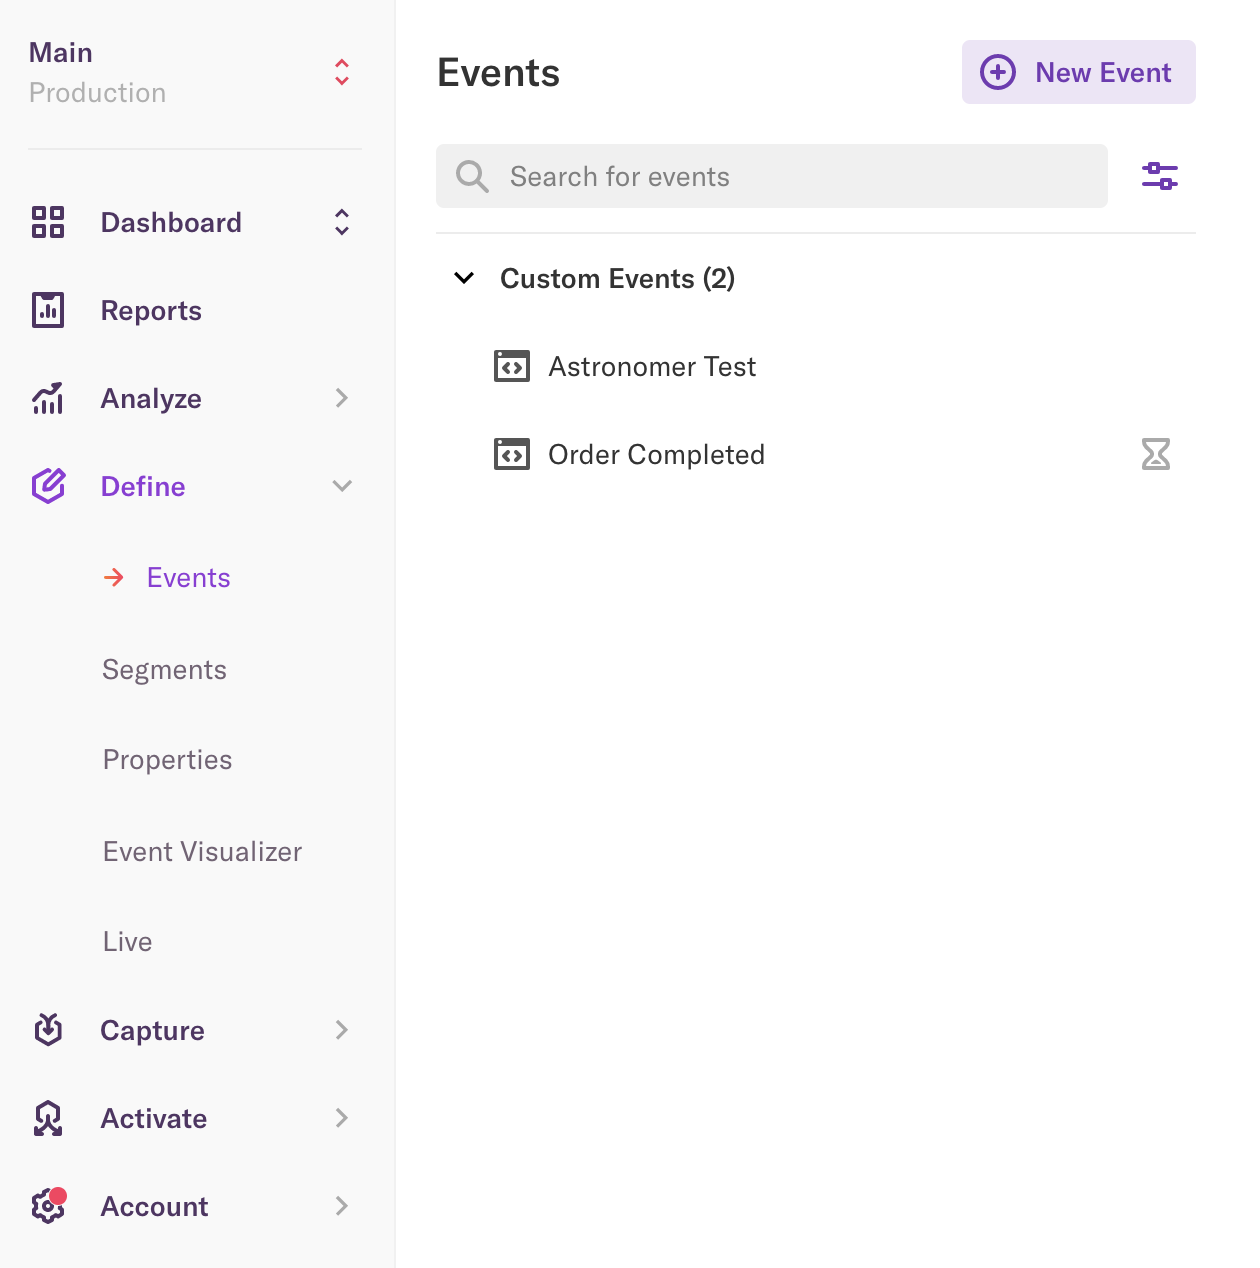 Main
Production
Dashboard
Reports
Analyze
Define
Events
Segments
Properties
Event Visualizer
Live
Capture
Activate
Account
Events
New Event
Search for events
Custom Events (2)
Astronomer Test
Order Completed